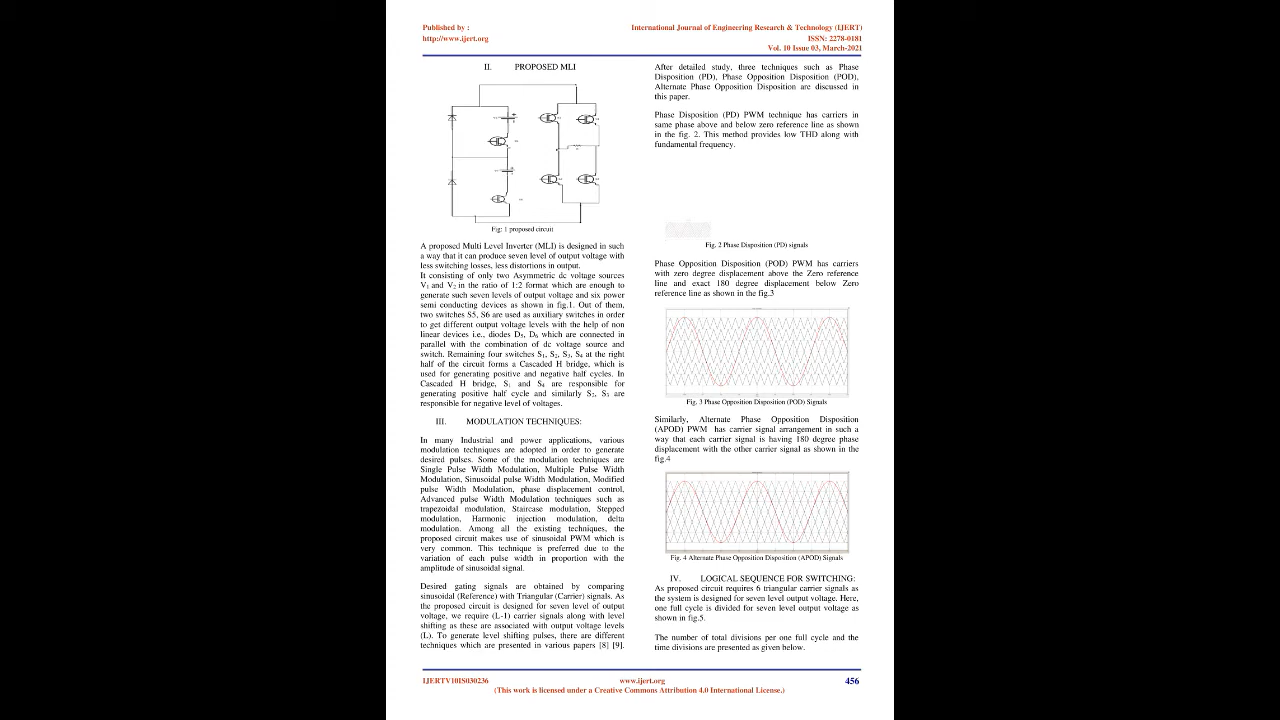 Published by :
International Journal of Engineering Research & Technology (IJERT)
http://www.ijert.org
ISSN: 2278-0181
Vol. 10 Issue 03, March-2021
II. PROPOSED MLI
Fig: 1 proposed circuit
A proposed Multi Level Inverter (MLI) is designed in such
a way that it can produce seven level of output voltage with
less switching losses, less distortions in output.
It consisting of only two Asymmetric dc voltage sources
V1 and V2 in the ratio of 1:2 format which are enough to
generate such seven levels of output voltage and six power
semi conducting devices as shown in fig.1. Out of them,
two switches S5, S6 are used as auxiliary switches in order
to get different output voltage levels with the help of non
linear devices i.e., diodes D5, D6 which are connected in
parallel with the combination of dc voltage source and
switch. Remaining four switches S1, S2, S3, S4 at the right
half of the circuit forms a Cascaded H bridge, which is
used for generating positive and negative half cycles. In
Cascaded H bridge, S1 and S4 are responsible for
generating positive half cycle and similarly S2, S3 are
responsible for negative level of voltages.
III. MODULATION TECHNIQUES:
In many Industrial and power applications, various
modulation techniques are adopted in order to generate
desired pulses. Some of the modulation techniques are
Single Pulse Width Modulation, Multiple Pulse Width
Modulation, Sinusoidal pulse Width Modulation, Modified
pulse Width Modulation, phase displacement control,
Advanced pulse Width Modulation techniques such as
trapezoidal modulation, Staircase modulation, Stepped
modulation, Harmonic injection modulation, delta
modulation. Among all the existing techniques, the
proposed circuit makes use of sinusoidal PWM which is
very common. This technique is preferred due to the
variation of each pulse width in proportion with the
amplitude of sinusoidal signal.
Desired gating signals are obtained by comparing
sinusoidal (Reference) with Triangular (Carrier) signals. As
the proposed circuit is designed for seven level of output
voltage, we require (L-1) carrier signals along with level
shifting as these are associated with output voltage levels
(L). To generate level shifting pulses, there are different
techniques which are presented in various papers [8] [9].
After detailed study, three techniques such as Phase
Disposition (PD), Phase Opposition Disposition (POD),
Alternate Phase Opposition Disposition are discussed in
this paper.
Phase Disposition (PD) PWM technique has carriers in
same phase above and below zero reference line as shown
in the fig. 2. This method provides low THD along with
fundamental frequency.
Fig. 2 Phase Disposition (PD) signals
Phase Opposition Disposition (POD) PWM has carriers
with zero degree displacement above the Zero reference
line and exact 180 degree displacement below Zero
reference line as shown in the fig.3
Fig. 3 Phase Opposition Disposition (POD) Signals
Similarly, Alternate Phase Opposition Disposition
(APOD) PWM has carrier signal arrangement in such a
way that each carrier signal is having 180 degree phase
displacement with the other carrier signal as shown in the
fig.4
Fig. 4 Alternate Phase Opposition Disposition (APOD) Signals
IV. LOGICAL SEQUENCE FOR SWITCHING:
As proposed circuit requires 6 triangular carrier signals as
the system is designed for seven level output voltage. Here,
one full cycle is divided for seven level output voltage as
shown in fig.5.
The number of total divisions per one full cycle and the
time divisions are presented as given below.
IJERTV10IS030236
www.ijert.org
456
(This work is licensed under a Creative Commons Attribution 4.0 International License.)